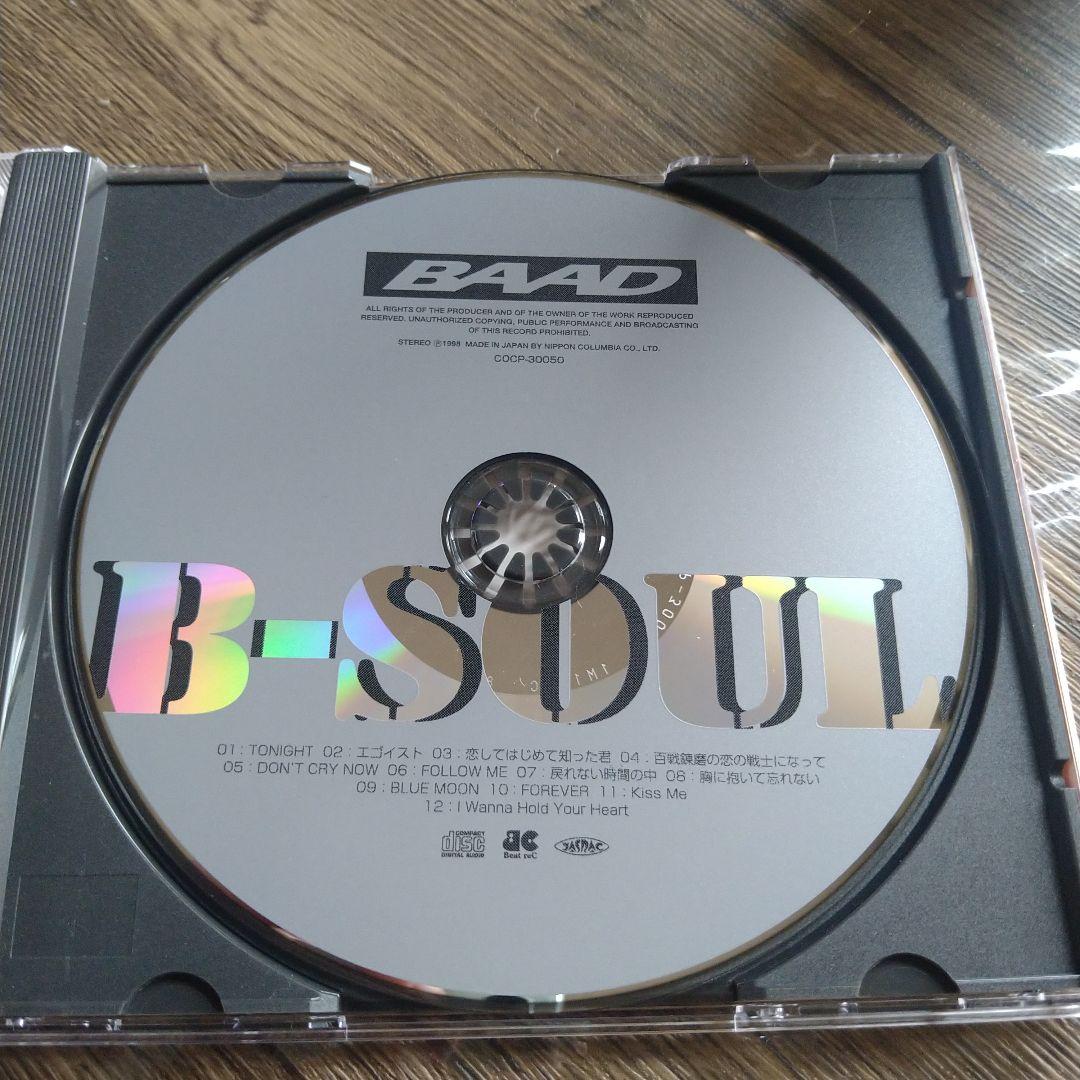 BAAD
ALL RIGHTS OF THE PRODUCER AND OF THE OWNER OF THE WORK REPRODUCED
RESERVED. UNAUTHORIZED COPYING, PUBLIC PERFORMANCE AND BROADCASTING
OF THIS RECORD PROHIBITED.
STEREO ℗1998 MADE IN JAPAN BY NIPPON COLUMBIA CO., LTD.
COCP-30050
B-SOUL
01：TONIGHT 02：エゴイスト 03：恋してはじめて知った君 04：百戦錬磨の恋の戦士になって
05：DON'T CRY NOW 06：FOLLOW ME 07：戻れない時間の中 08：胸に抱いて忘れない
09：BLUE MOON 10：FOREVER 11：Kiss Me
12：I Wanna Hold Your Heart
COMPACT disc DIGITAL AUDIO Beat reC JASRAC